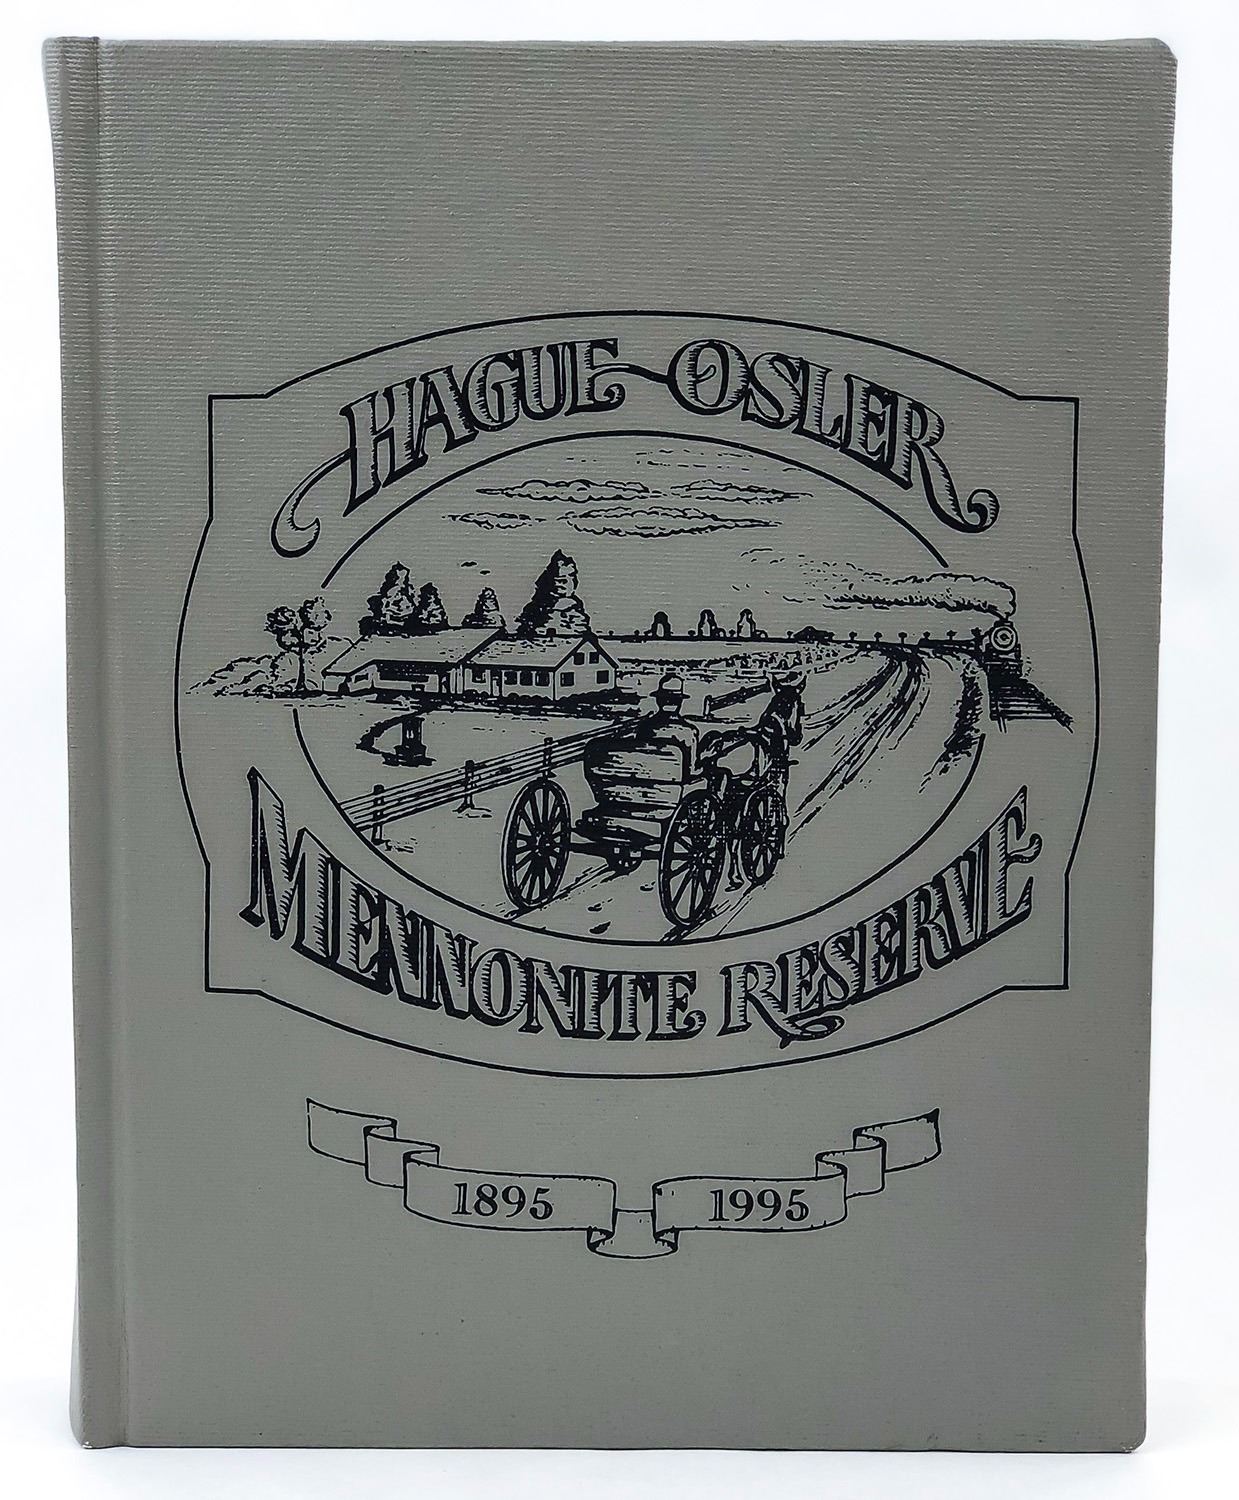 HAGUE-OSLER
MENNONITE RESERVE
1895 1995